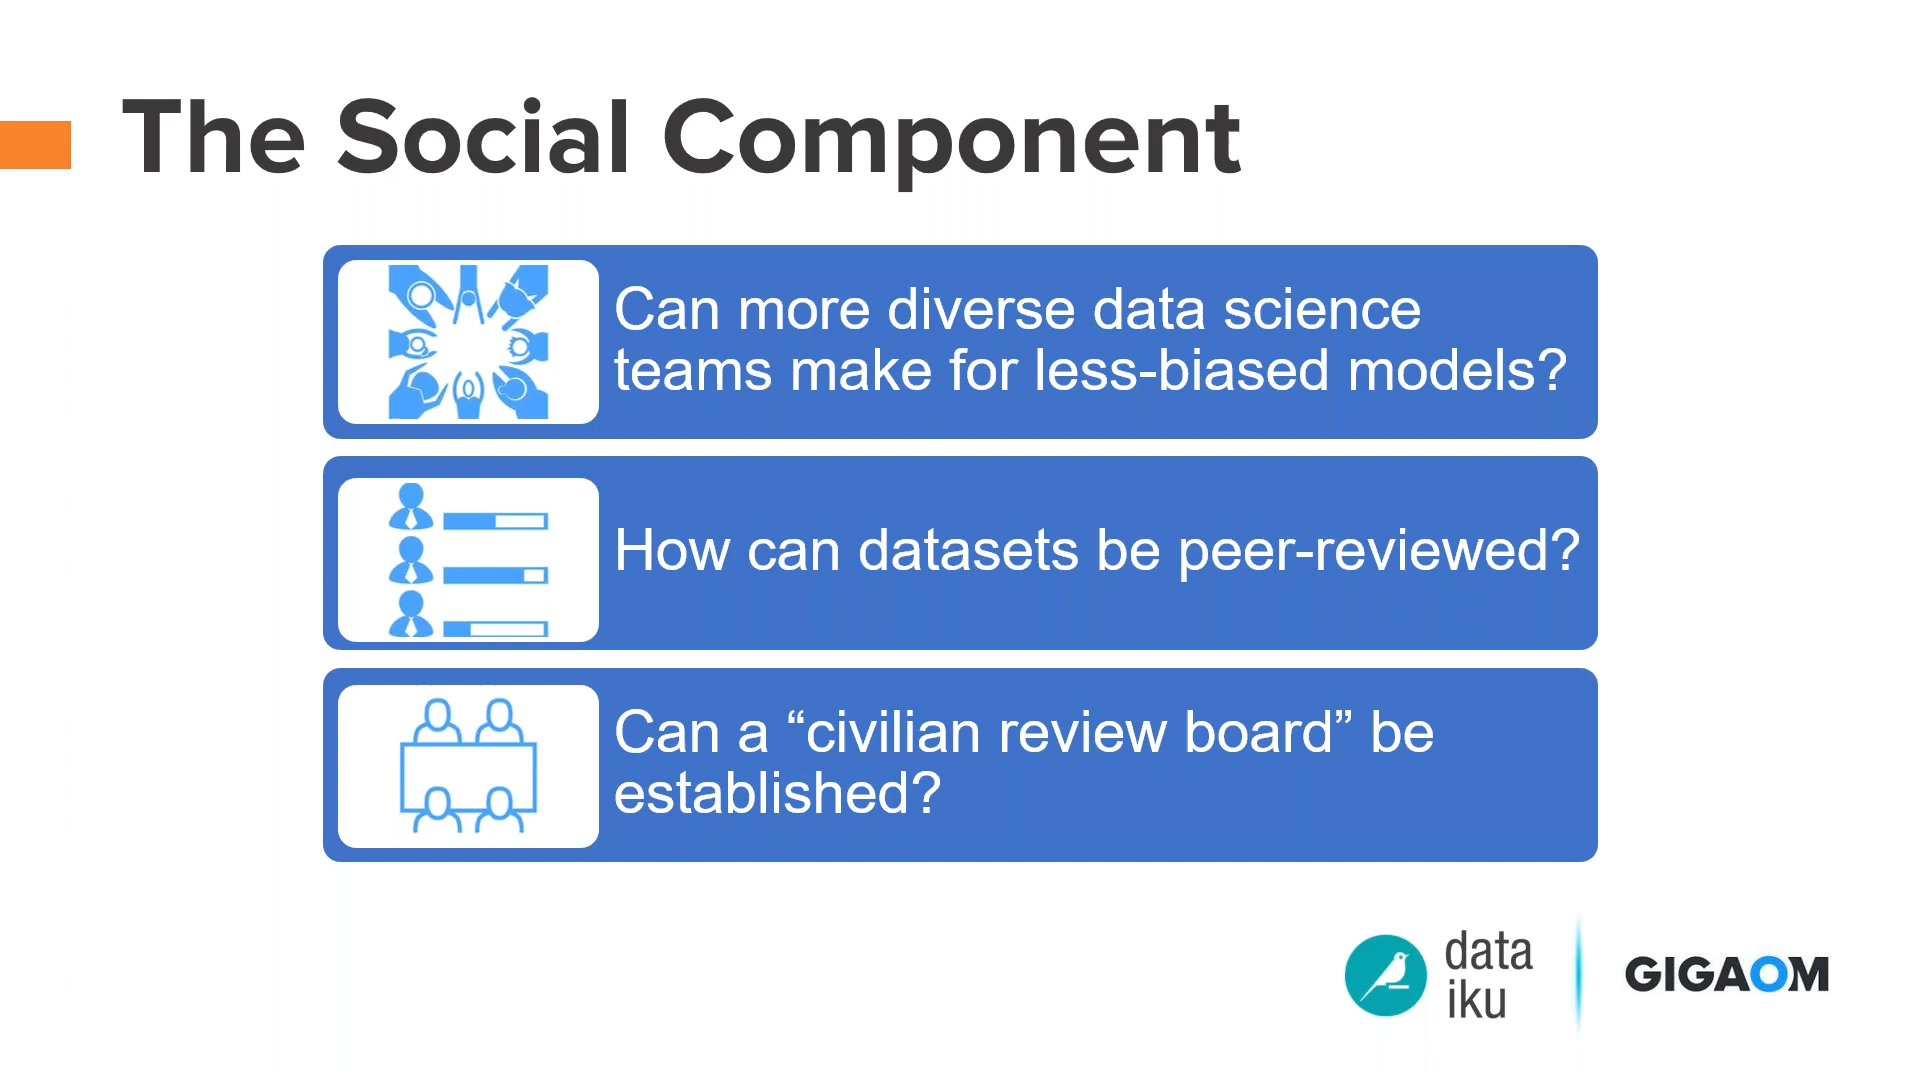 The Social Component
Can more diverse data science
teams make for less-biased models?
How can datasets be peer-reviewed?
Can a “civilian review board” be
established?
data
iku
GIGAOM